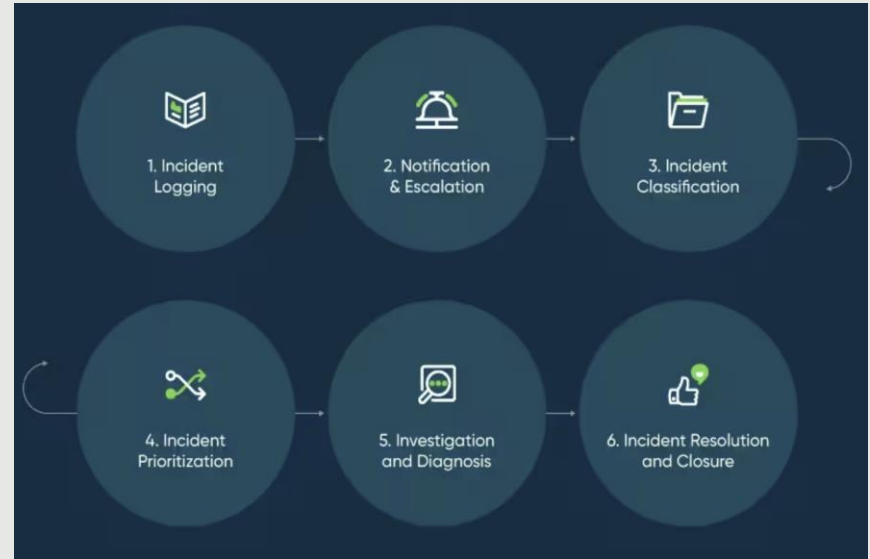 1. Incident
Logging
2. Notification
& Escalation
3. Incident
Classification
4. Incident
Prioritization
5. Investigation
and Diagnosis
6. Incident Resolution
and Closure